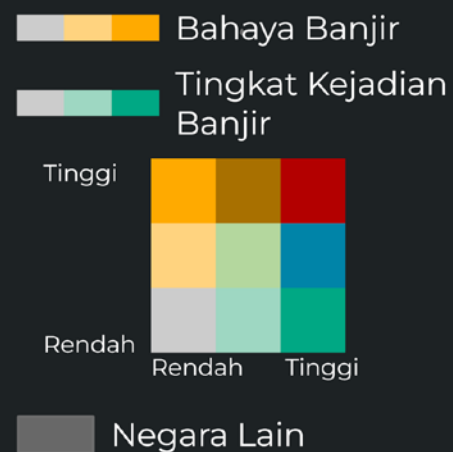 Bahaya Banjir
Tingkat Kejadian
Banjir
Tinggi
Rendah
Rendah Tinggi
Negara Lain